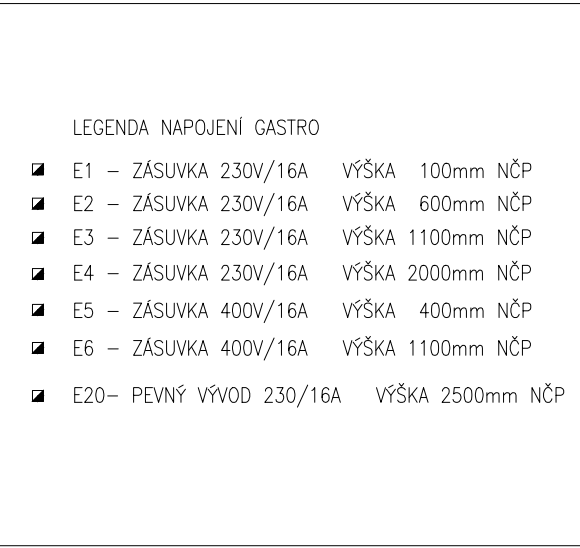 LEGENDA NAPOJENÍ GASTRO
E1 – ZÁSUVKA 230V/16A VÝŠKA 100mm NČP
E2 – ZÁSUVKA 230V/16A VÝŠKA 600mm NČP
E3 – ZÁSUVKA 230V/16A VÝŠKA 1100mm NČP
E4 – ZÁSUVKA 230V/16A VÝŠKA 2000mm NČP
E5 – ZÁSUVKA 400V/16A VÝŠKA 400mm NČP
E6 – ZÁSUVKA 400V/16A VÝŠKA 1100mm NČP
E20– PEVNÝ VÝVOD 230/16A VÝŠKA 2500mm NČP